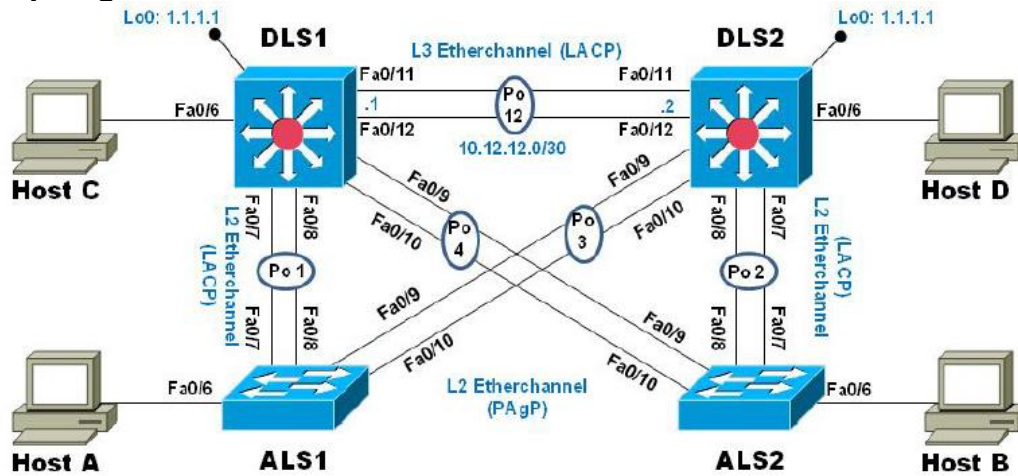 Lo0: 1.1.1.1
Lo0: 1.1.1.1
DLS1
DLS2
L3 Etherchannel (LACP)
Fa0/11
Fa0/11
Fa0/6
.1
Po
12
.2
Fa0/6
Fa0/12
Fa0/12
10.12.12.0/30
Host C
Host D
Fa0/9
Fa0/9
Fa0/10
Fa0/10
Fa0/7
Fa0/8
Po
4
Po
3
Fa0/8
Fa0/7
L2 Etherchannel
(LACP)
Po 1
Po 2
(LACP)
L2 Etherchannel
Fa0/7
Fa0/8
Fa0/9
Fa0/10
Fa0/9
Fa0/10
Fa0/8
Fa0/7
L2 Etherchannel
(PAgP)
Fa0/6
Fa0/6
Host A
ALS1
ALS2
Host B